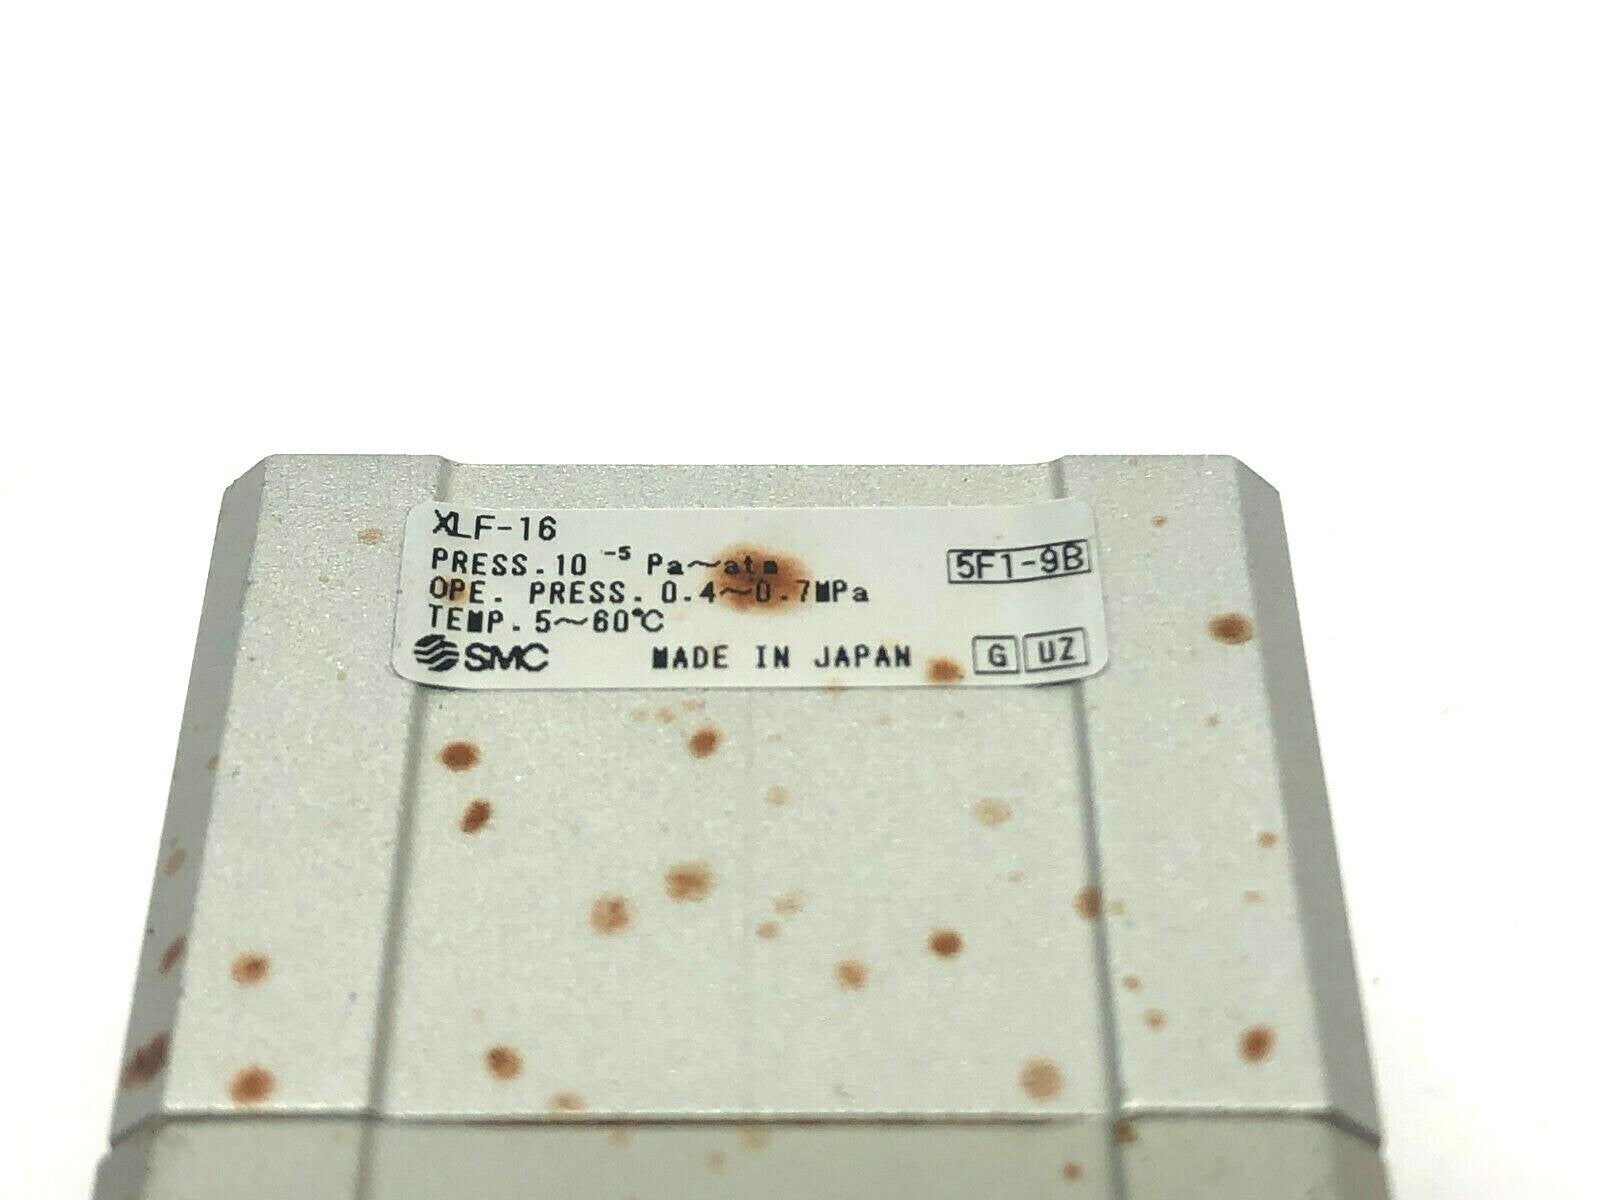 XLF-16
PRESS.10⁻⁵ Pa~atm
5F1-9B
OPE. PRESS. 0.4~0.7MPa
TEMP. 5~60℃
SMC MADE IN JAPAN G UZ